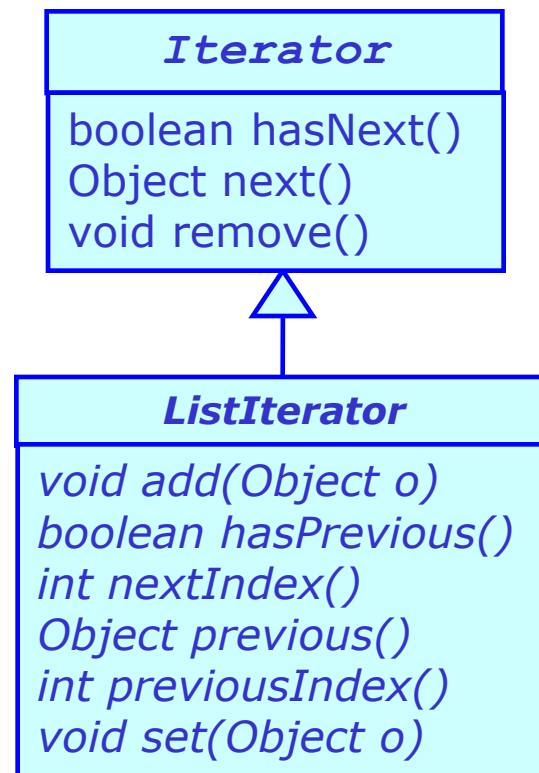 Iterator
boolean hasNext()
Object next()
void remove()
ListIterator
void add(Object o)
boolean hasPrevious()
int nextIndex()
Object previous()
int previousIndex()
void set(Object o)